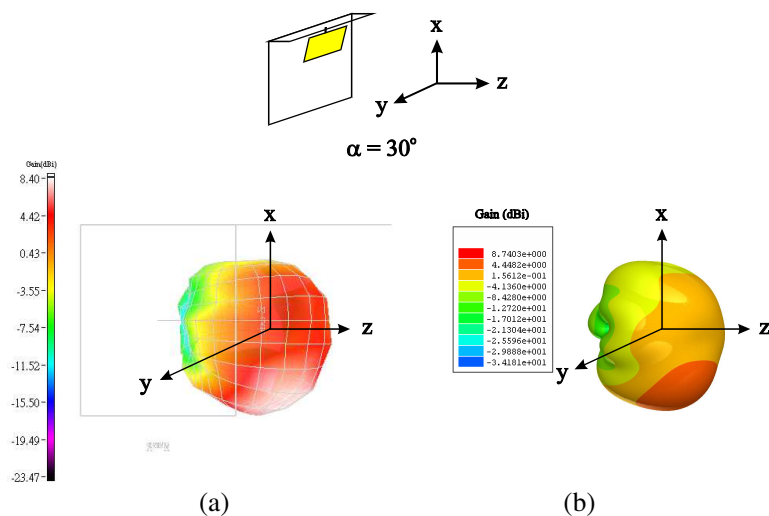 x
z
y
α = 30°
Gain(dBi)
8.40
4.42
0.43
-3.55
-7.54
-11.52
-15.50
-19.49
-23.47
x
z
y
(a)
Gain (dBi)
8.7403e+000
4.4482e+000
1.5612e-001
-4.1360e+000
-8.4280e+000
-1.2720e+001
-1.7012e+001
-2.1304e+001
-2.5596e+001
-2.9888e+001
-3.4181e+001
x
z
y
(b)